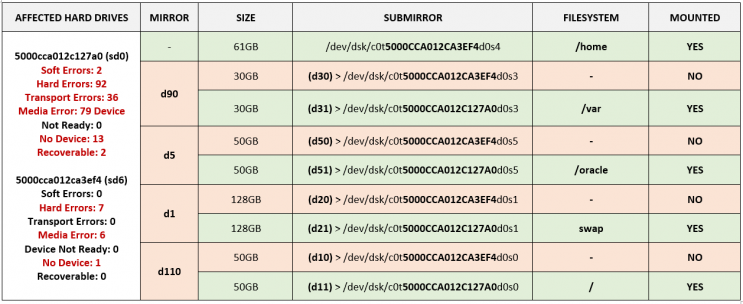 AFFECTED HARD DRIVES MIRROR SIZE SUBMIRROR FILESYSTEM MOUNTED
5000cca012c127a0 (sd0)
Soft Errors: 2
Hard Errors: 92
Transport Errors: 36
Media Error: 79 Device
Not Ready: 0
No Device: 13
Recoverable: 2
5000cca012ca3ef4 (sd6)
Soft Errors: 0
Hard Errors: 7
Transport Errors: 0
Media Error: 6
Device Not Ready: 0
No Device: 1
Recoverable: 0
- 61GB /dev/dsk/c0t5000CCA012CA3EF4d0s4 /home YES
d90
30GB (d30) > /dev/dsk/c0t5000CCA012CA3EF4d0s3 - NO
30GB (d31) > /dev/dsk/c0t5000CCA012C127A0d0s3 /var YES
d5
50GB (d50) > /dev/dsk/c0t5000CCA012CA3EF4d0s5 - NO
50GB (d51) > /dev/dsk/c0t5000CCA012C127A0d0s5 /oracle YES
d1
128GB (d20) > /dev/dsk/c0t5000CCA012CA3EF4d0s1 - NO
128GB (d21) > /dev/dsk/c0t5000CCA012C127A0d0s1 swap YES
d110
50GB (d10) > /dev/dsk/c0t5000CCA012CA3EF4d0s0 - NO
50GB (d11) > /dev/dsk/c0t5000CCA012C127A0d0s0 / YES